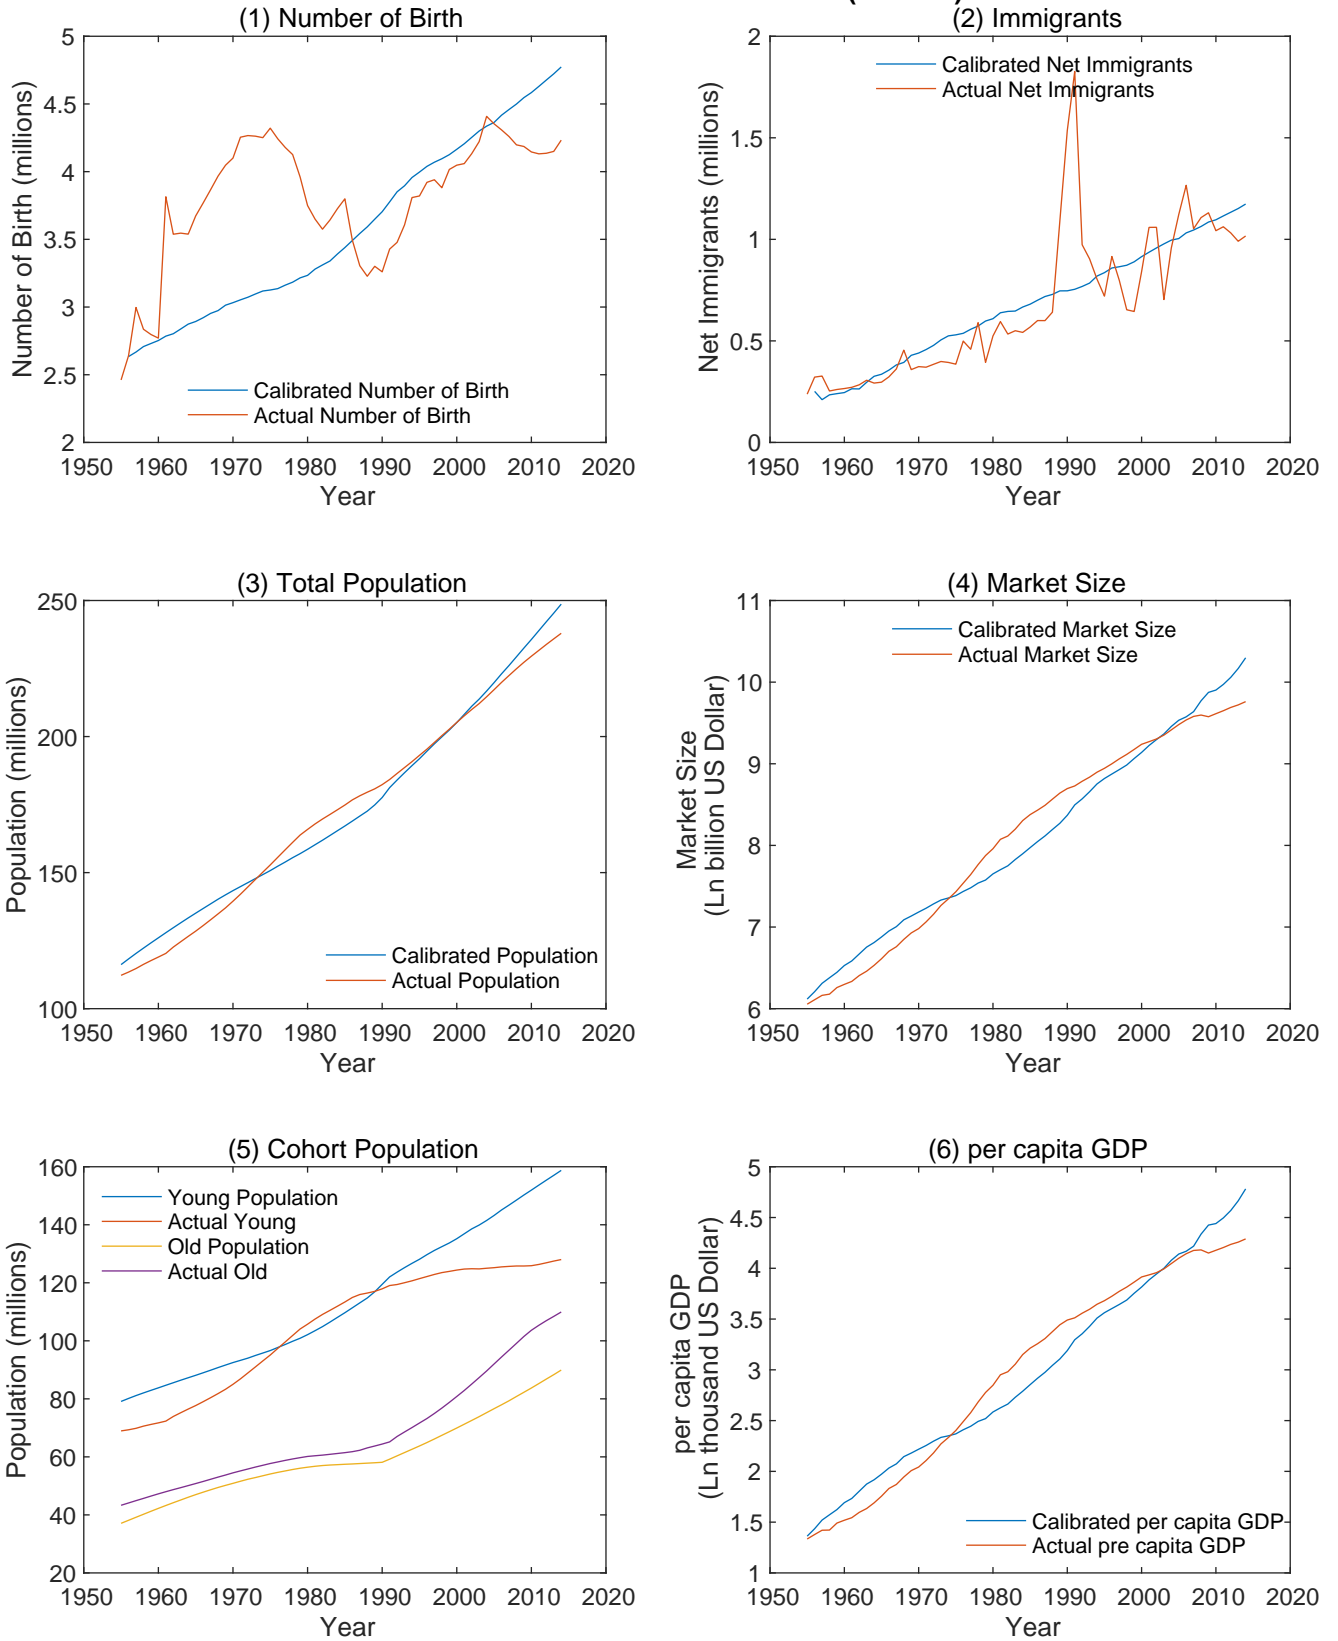 (1) Number of Birth
5
4.5
4
3.5
3
2.5
2
Number of Birth (millions)
Calibrated Number of Birth
Actual Number of Birth
1950 1960 1970 1980 1990 2000 2010 2020
Year
(2) Immigrants
2
1.5
1
0.5
0
Net Immigrants (millions)
Calibrated Net Immigrants
Actual Net Immigrants
1950 1960 1970 1980 1990 2000 2010 2020
Year
(3) Total Population
250
200
150
100
Population (millions)
Calibrated Population
Actual Population
1950 1960 1970 1980 1990 2000 2010 2020
Year
(4) Market Size
11
10
9
8
7
6
Market Size
(Ln billion US Dollar)
Calibrated Market Size
Actual Market Size
1950 1960 1970 1980 1990 2000 2010 2020
Year
(5) Cohort Population
160
140
120
100
80
60
40
20
Population (millions)
Young Population
Actual Young
Old Population
Actual Old
1950 1960 1970 1980 1990 2000 2010 2020
Year
(6) per capita GDP
5
4.5
4
3.5
3
2.5
2
1.5
1
per capita GDP
(Ln thousand US Dollar)
Calibrated per capita GDP
Actual pre capita GDP
1950 1960 1970 1980 1990 2000 2010 2020
Year